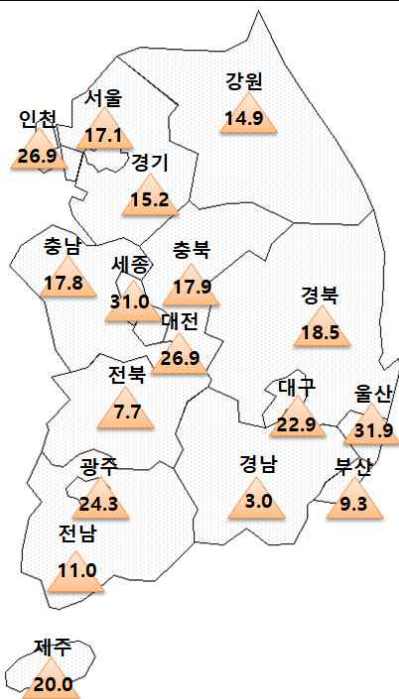 강원
14.9
서울
17.1
인천
26.9
경기
15.2
충남
17.8
세종
31.0
충북
17.9
대전
26.9
경북
18.5
전북
7.7
대구
22.9
울산
31.9
광주
24.3
경남
3.0
부산
9.3
전남
11.0
제주
20.0